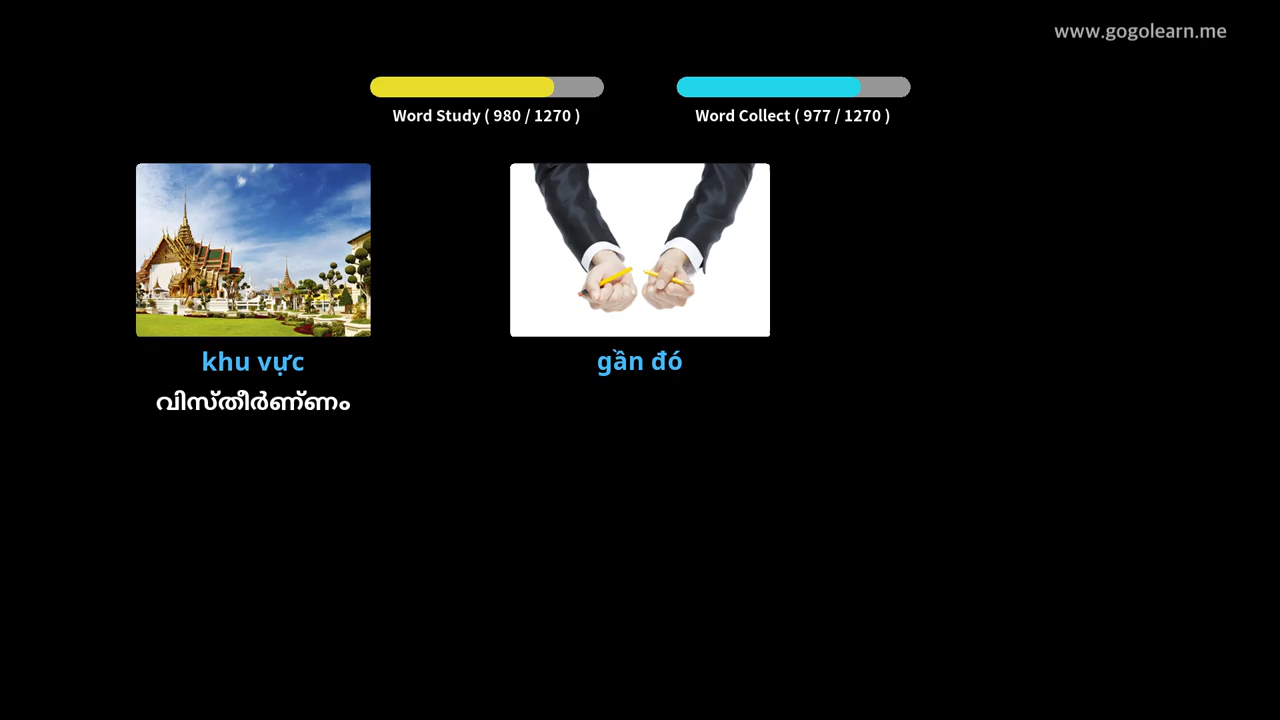 www.gogolearn.me
Word Study ( 980 / 1270 )
Word Collect ( 977 / 1270 )
khu vực
gần đó
വിസ്തീർണ്ണം